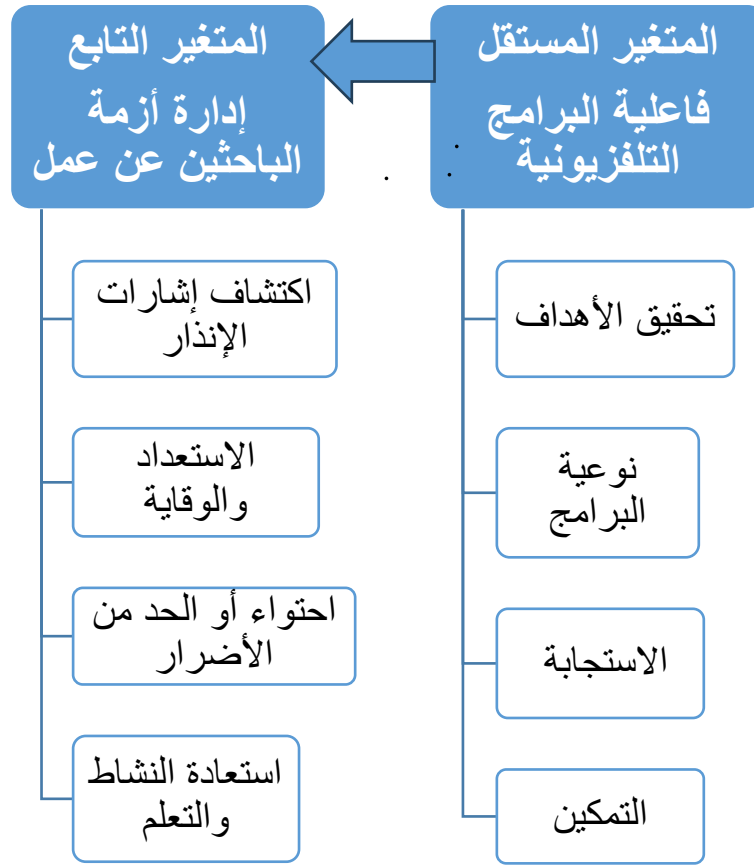 المتغير المستقل
فاعلية البرامج
التلفزيونية
تحقيق الأهداف
نوعية
البرامج
الاستجابة
التمكين
المتغير التابع
إدارة أزمة
الباحثين عن عمل
اكتشاف إشارات
الإنذار
الاستعداد
والوقاية
احتواء أو الحد من
الأضرار
استعادة النشاط
والتعلم